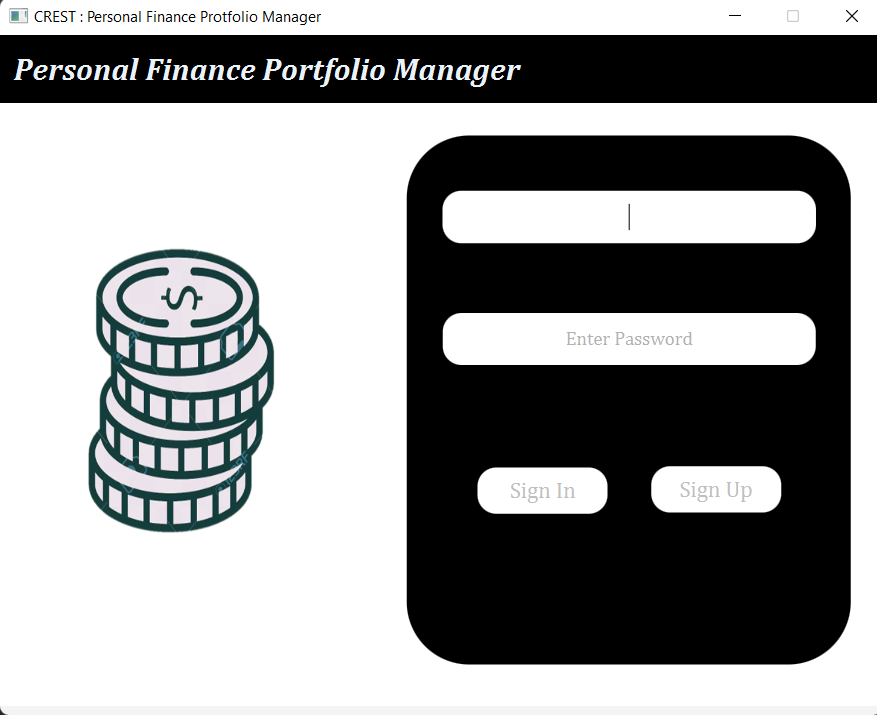 CREST : Personal Finance Protfolio Manager
Personal Finance Portfolio Manager
$
Enter Password
Sign In
Sign Up